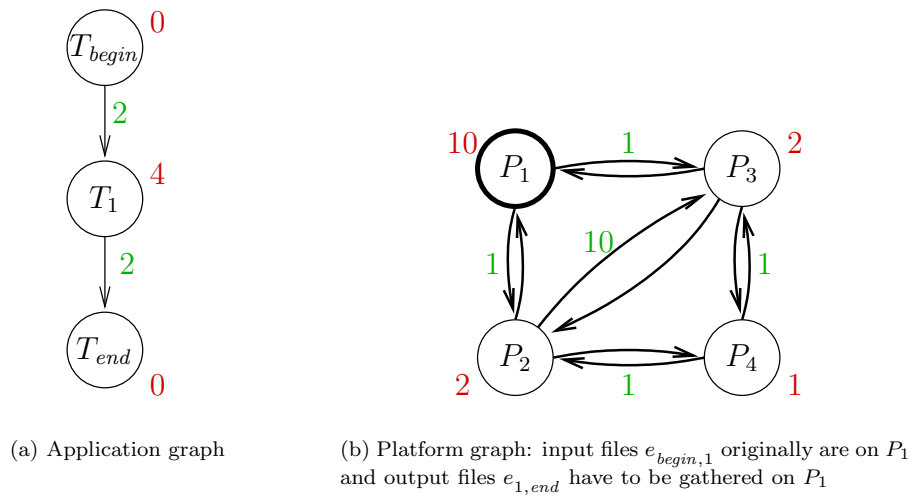 0
T_begin
2
4
T_1
2
T_end
0
(a) Application graph
10
P_1
1
P_3
2
1
10
1
2
P_2
1
P_4
1
(b) Platform graph: input files e_begin,1 originally are on P_1
and output files e_1,end have to be gathered on P_1